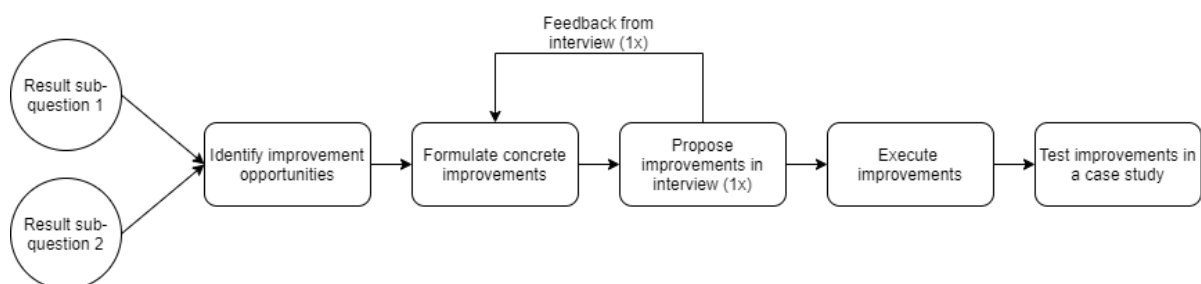 Feedback from
interview (1x)
Result sub-
question 1
Identify improvement
opportunities
Formulate concrete
improvements
Propose
improvements in
interview (1x)
Execute
improvements
Test improvements in
a case study
Result sub-
question 2